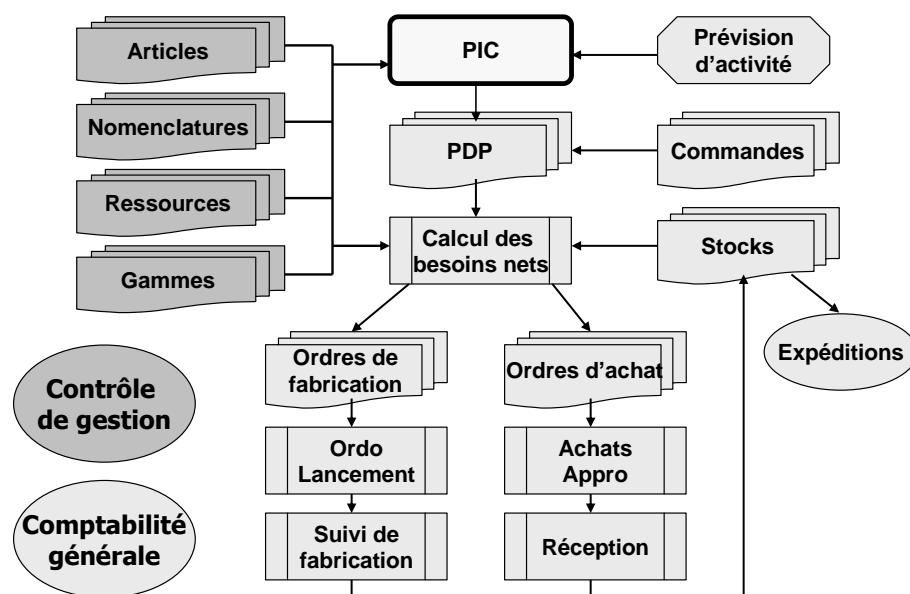 Articles
PIC
Prévision
d’activité
Nomenclatures
PDP
Commandes
Ressources
Calcul des
besoins nets
Stocks
Gammes
Ordres de
fabrication
Ordres d’achat
Expéditions
Contrôle
de gestion
Ordo
Lancement
Achats
Appro
Comptabilité
générale
Suivi de
fabrication
Réception